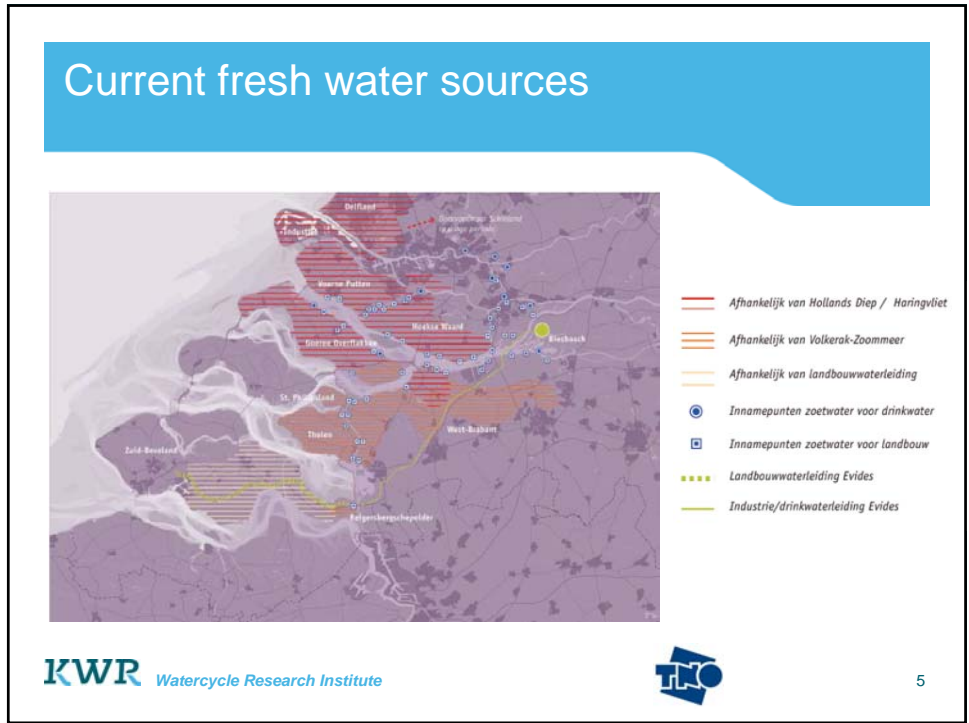 Current fresh water sources
Delfland
Industrie
Voorne Putten
Hoekse Waard
Goeree Overflakkee
Biesbosch
St. Philipsland
Tholen
West-Brabant
Zuid-Beveland
Afhankelijk van Hollands Diep / Haringvliet
Afhankelijk van Volkerak-Zoommeer
Afhankelijk van landbouwwaterleiding
Innamepunten zoetwater voor drinkwater
Innamepunten zoetwater voor landbouw
Landbouwwaterleiding Evides
Industrie/drinkwaterleiding Evides
KWR Watercycle Research Institute
TNO
5